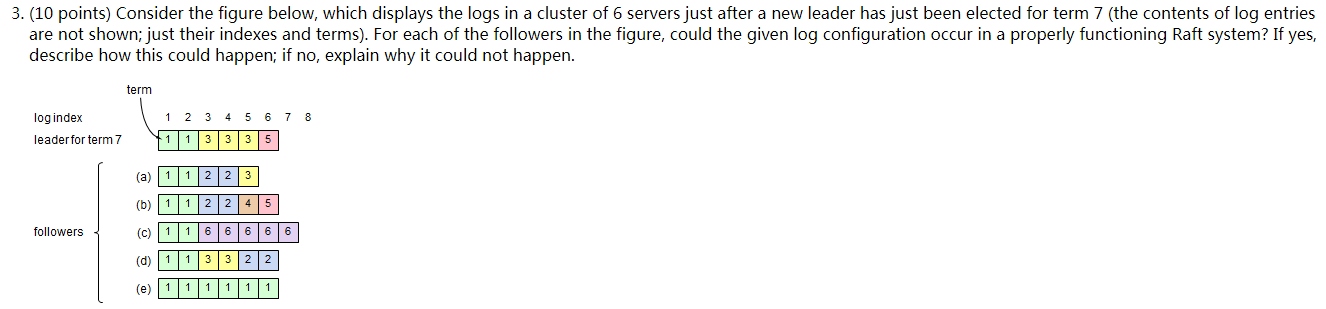 3. (10 points) Consider the figure below, which displays the logs in a cluster of 6 servers just after a new leader has just been elected for term 7 (the contents of log entries
are not shown; just their indexes and terms). For each of the followers in the figure, could the given log configuration occur in a properly functioning Raft system? If yes,
describe how this could happen; if no, explain why it could not happen.
term
log index 1 2 3 4 5 6 7 8
leader for term 7 1 1 3 3 3 5
(a) 1 1 2 2 3
(b) 1 1 2 2 4 5
followers (c) 1 1 6 6 6 6 6
(d) 1 1 3 3 2 2
(e) 1 1 1 1 1 1